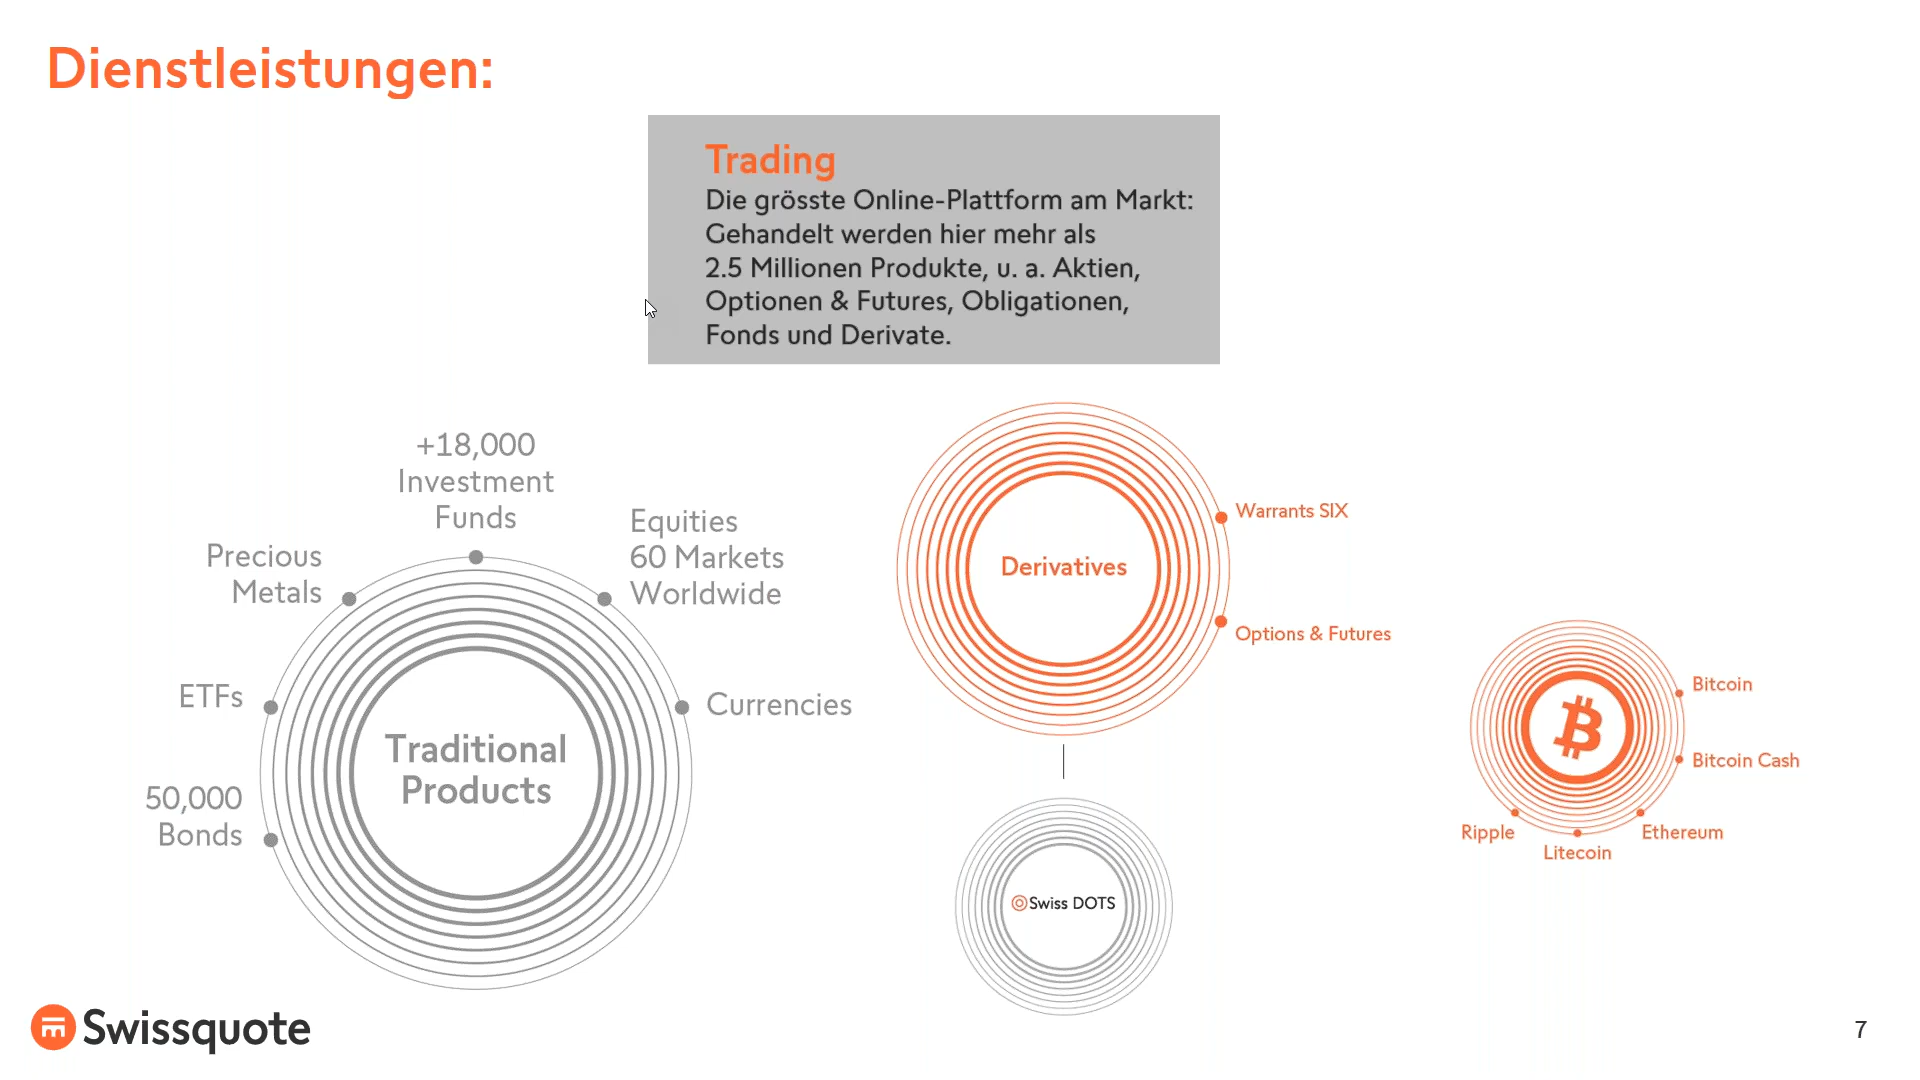 Dienstleistungen:
Trading
Die grösste Online-Plattform am Markt:
Gehandelt werden hier mehr als
2.5 Millionen Produkte, u. a. Aktien,
Optionen & Futures, Obligationen,
Fonds und Derivate.
+18,000
Investment
Funds
Precious
Metals
Equities
60 Markets
Worldwide
ETFs
Currencies
50,000
Bonds
Traditional
Products
Derivatives
Warrants SIX
Options & Futures
Swiss DOTS
Bitcoin
Bitcoin Cash
Ripple
Ethereum
Litecoin
Swissquote
7